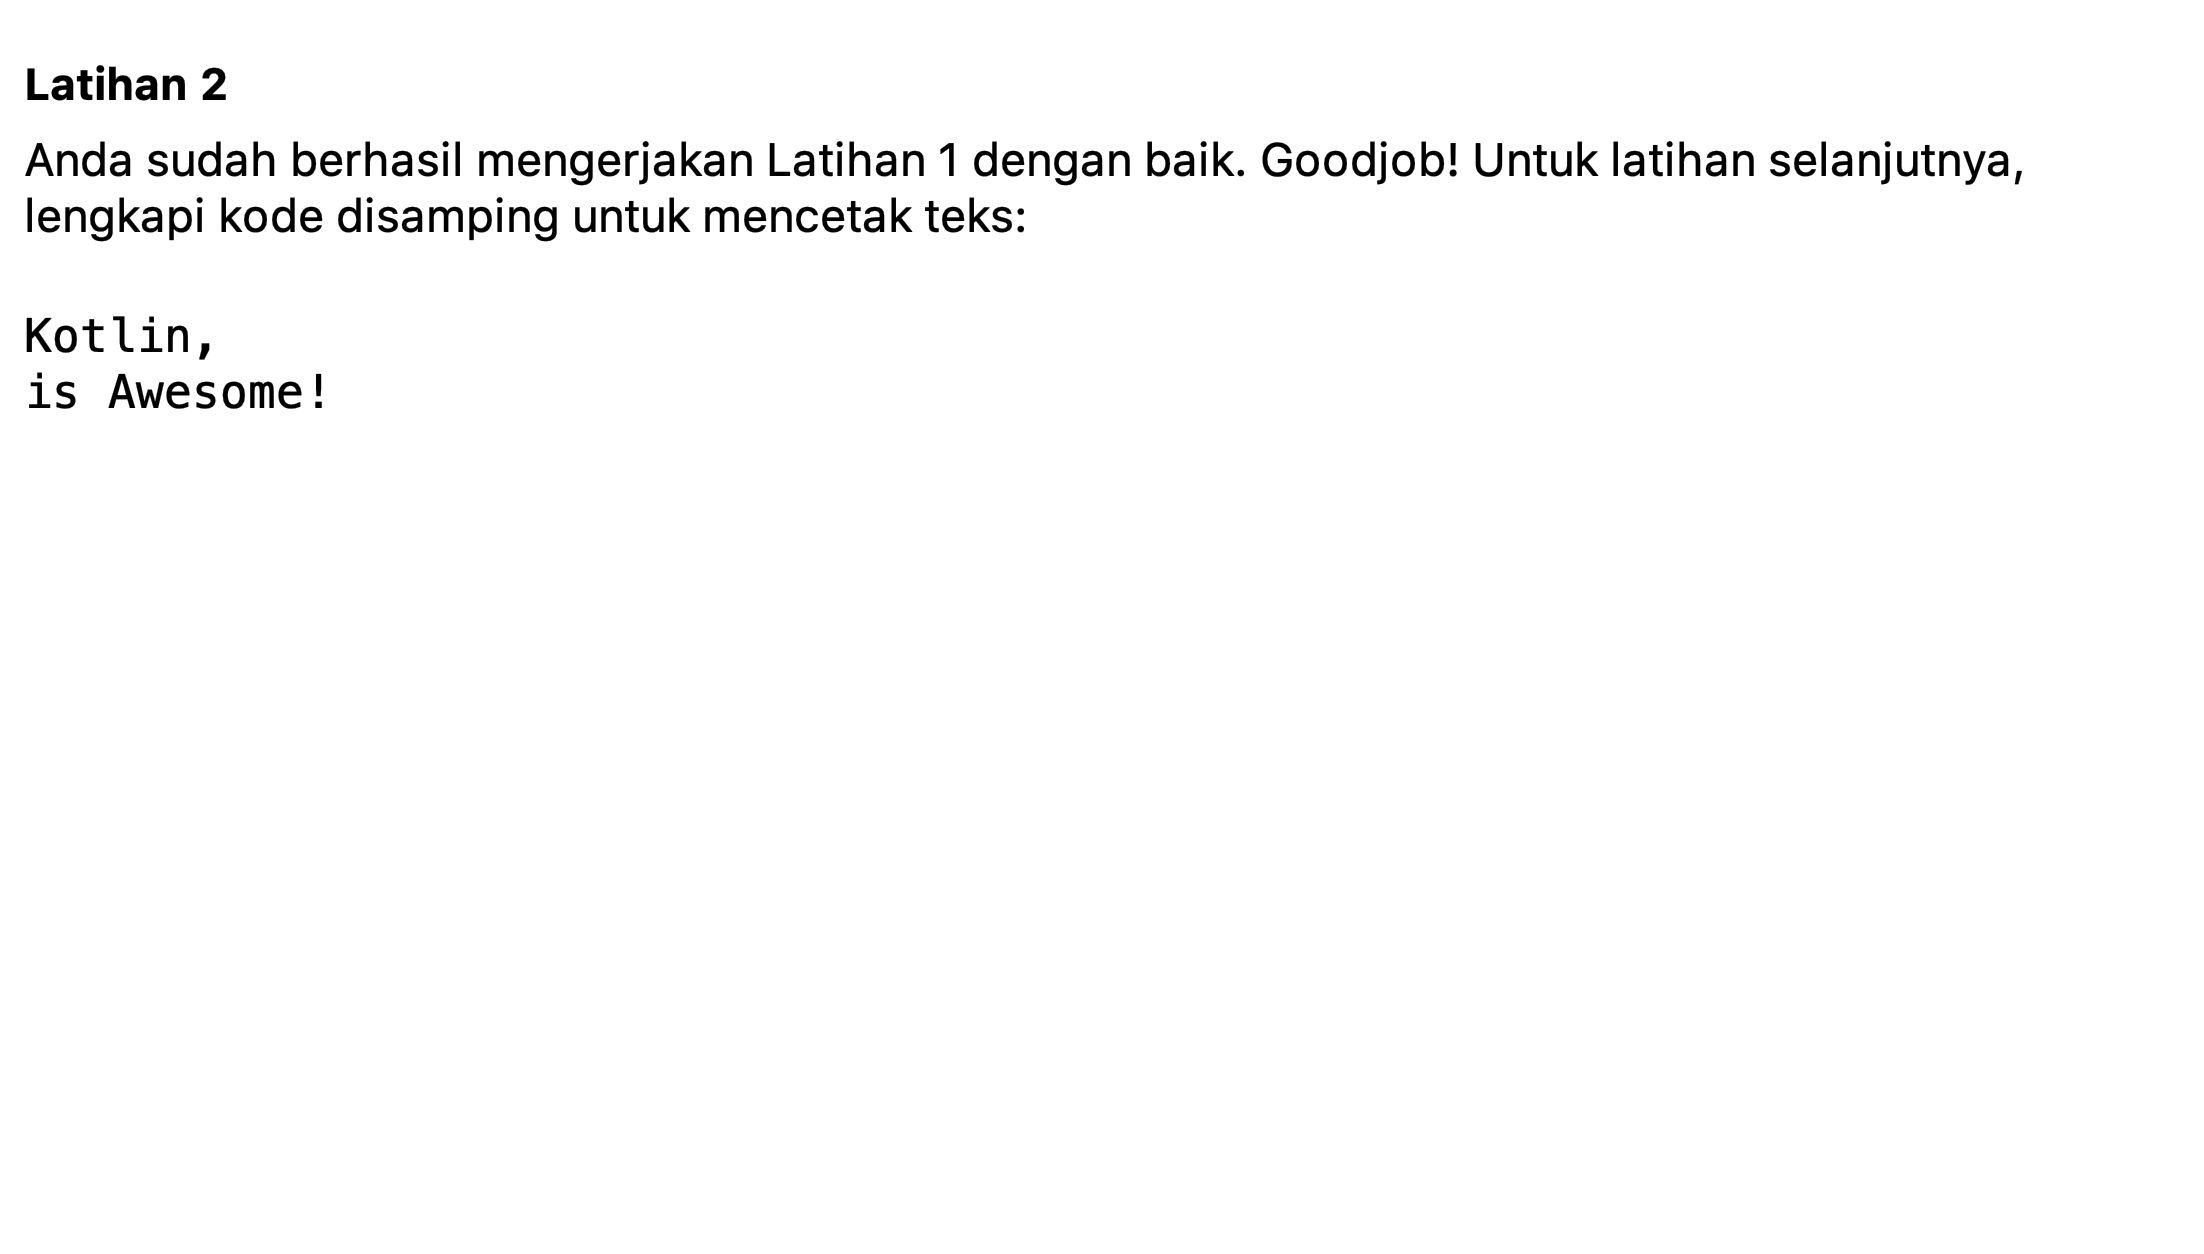 Latihan 2
Anda sudah berhasil mengerjakan Latihan 1 dengan baik. Goodjob! Untuk latihan selanjutnya,
lengkapi kode disamping untuk mencetak teks:
Kotlin,
is Awesome!